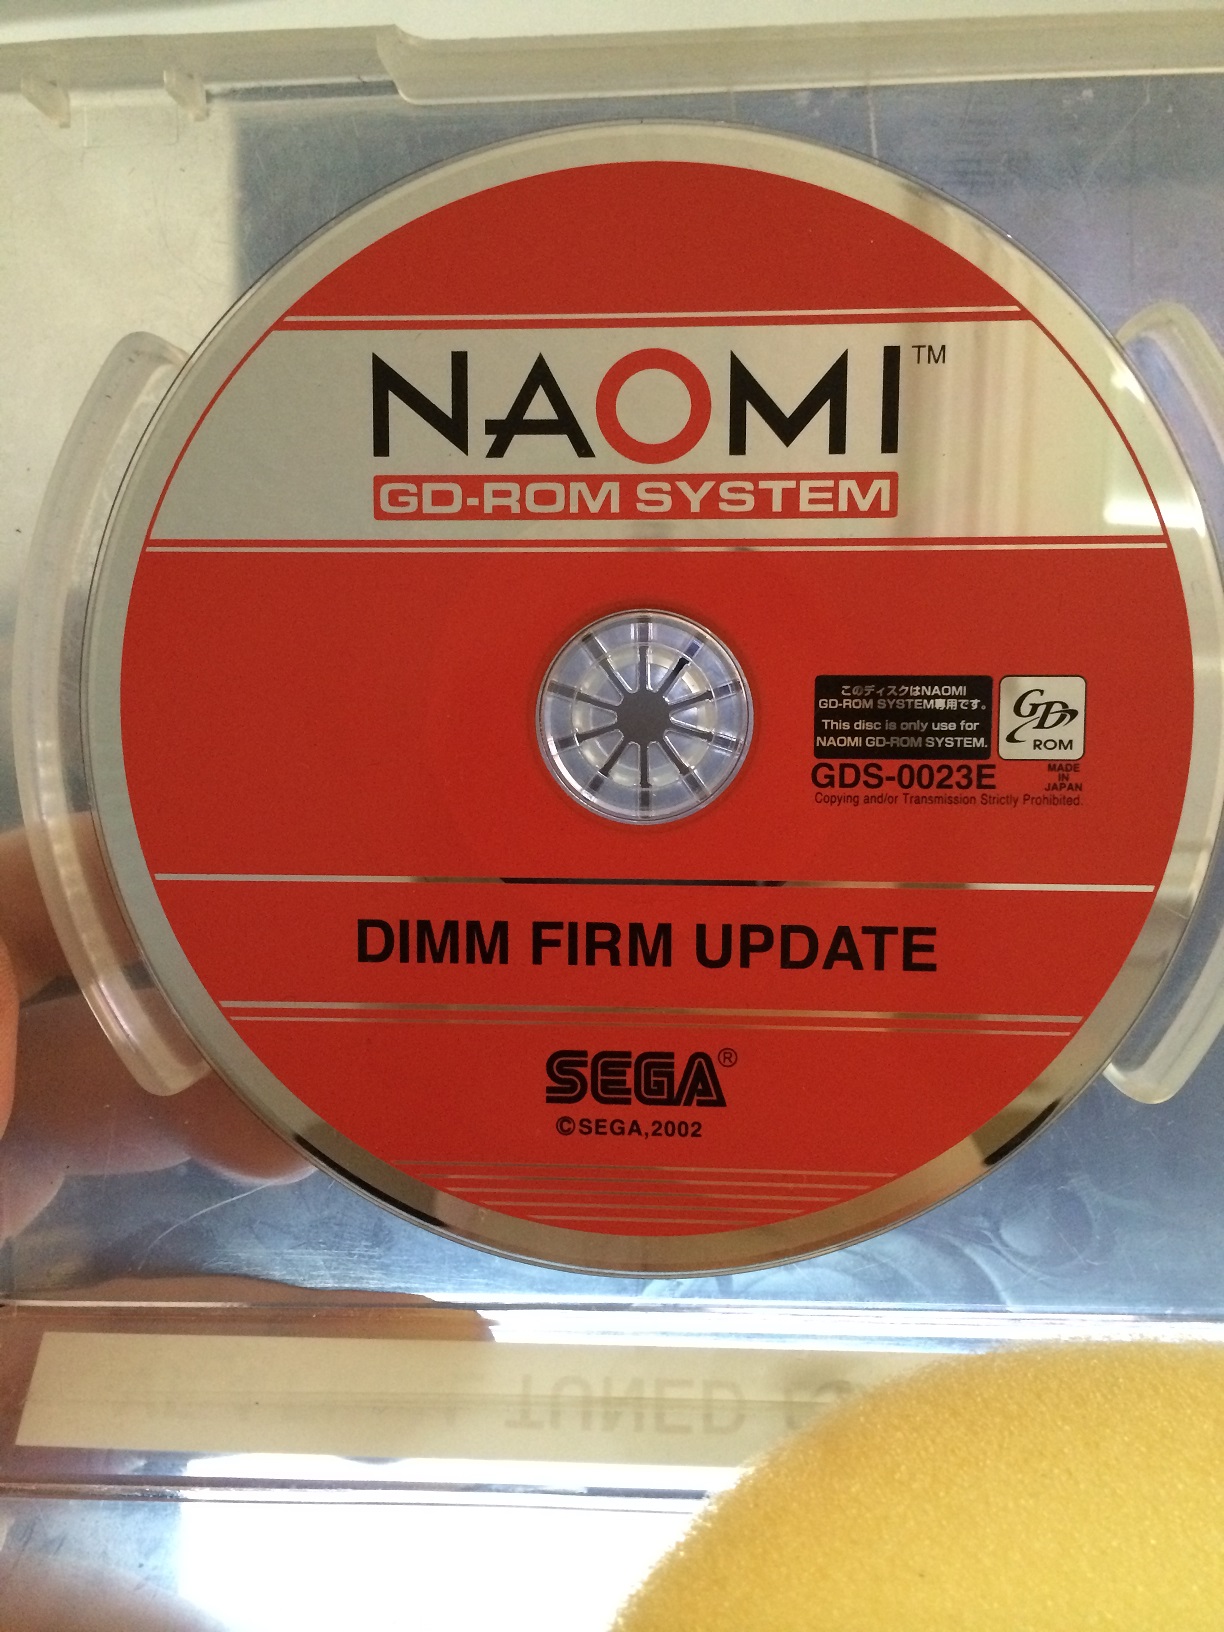 NAOMI™
GD-ROM SYSTEM
このディスクはNAOMI
GD-ROM SYSTEM専用です。
This disc is only use for
NAOMI GD-ROM SYSTEM.
GD
ROM
GDS-0023E
MADE
IN
JAPAN
Copying and/or Transmission Strictly Prohibited.
DIMM FIRM UPDATE
SEGA®
©SEGA,2002
TUNED